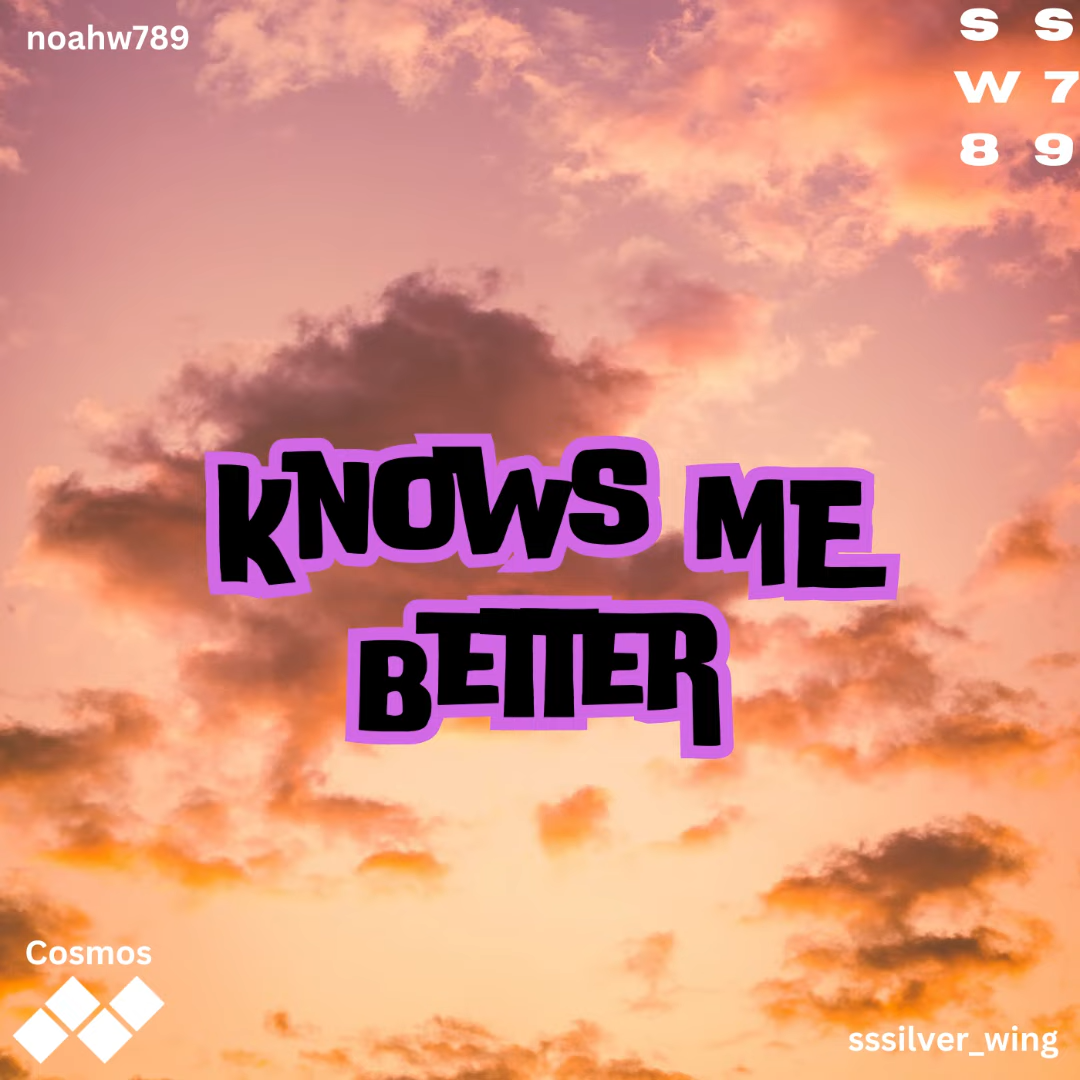 noahw789
S S
W 7
8 9
KNOWS ME
BETTER
Cosmos
sssilver_wing